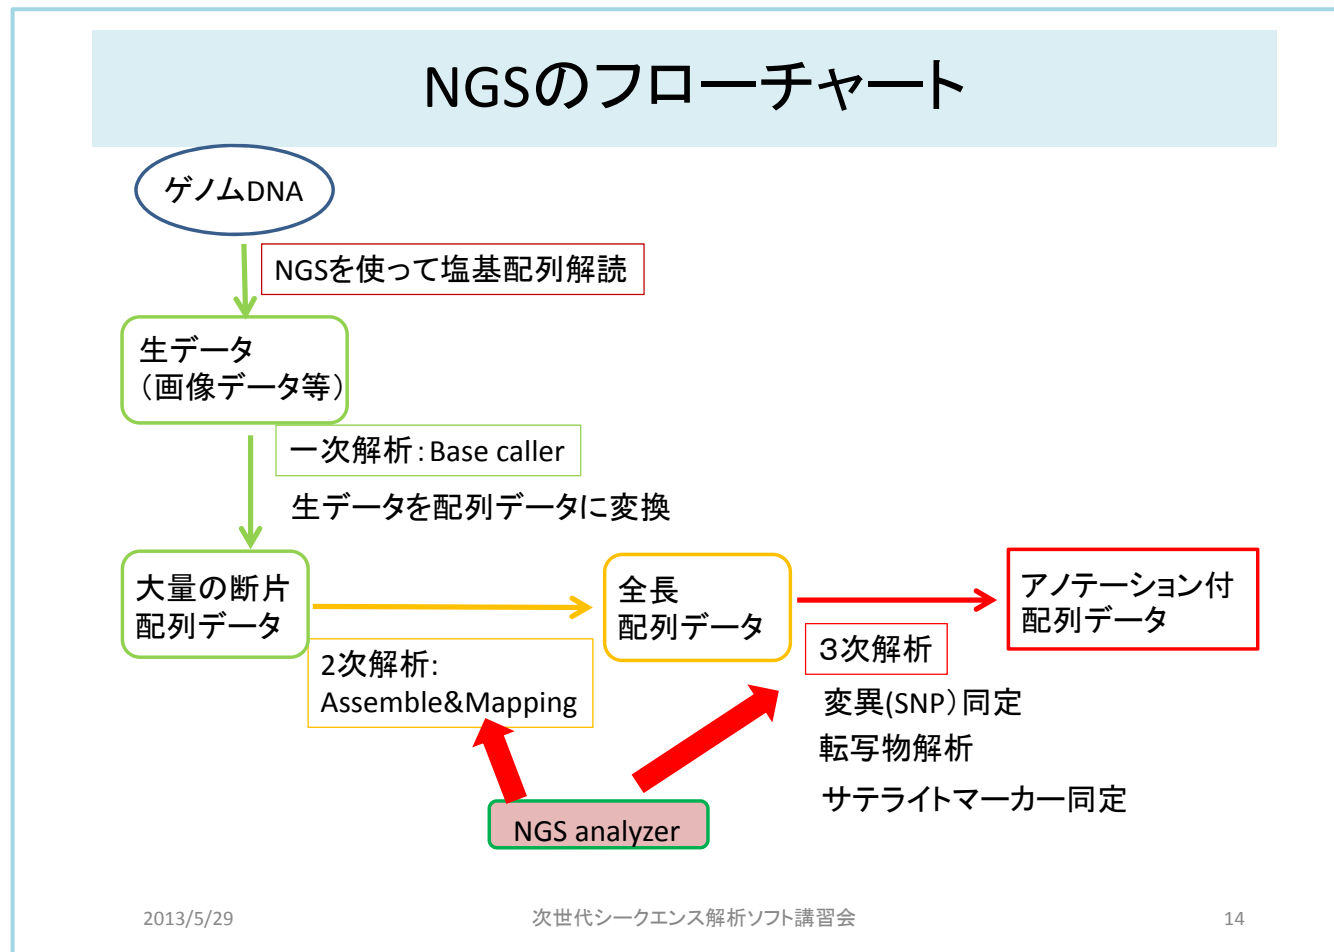 NGSのフローチャート
ゲノムDNA
NGSを使って塩基配列解読
生データ
（画像データ等）
一次解析：Base caller
生データを配列データに変換
大量の断片
配列データ
2次解析:
Assemble&Mapping
全長
配列データ
３次解析
変異(SNP）同定
転写物解析
サテライトマーカー同定
アノテーション付
配列データ
NGS analyzer
2013/5/29
次世代シークエンス解析ソフト講習会
14